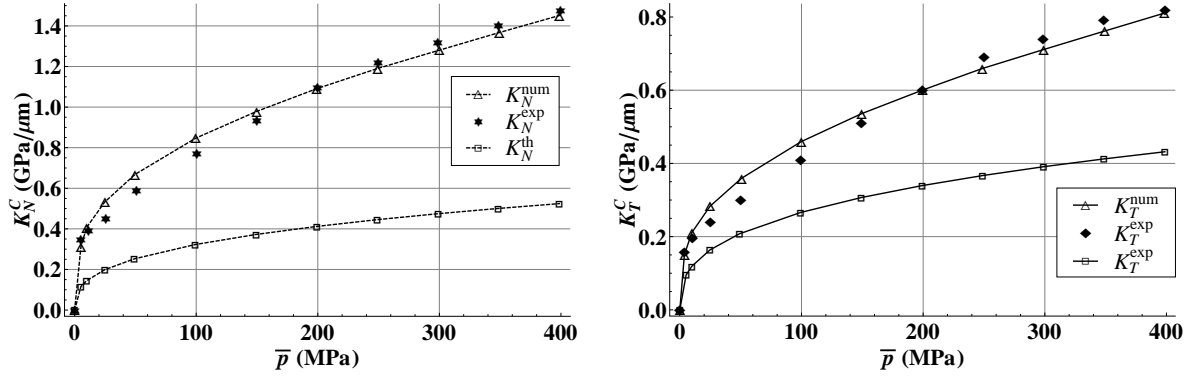 1.4
1.2
1.0
0.8
0.6
0.4
0.2
0.0
K_N^C (GPa/μm)
K_N^num
K_N^exp
K_N^th
0 100 200 300 400
p̅ (MPa)
0.8
0.6
0.4
0.2
0.0
K_T^C (GPa/μm)
K_T^num
K_T^exp
K_T^exp
0 100 200 300 400
p̅ (MPa)